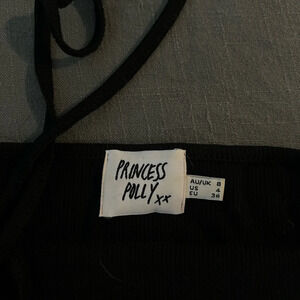 PRINCESS
POLLY xx
AU/UK 8
US 4
EU 36